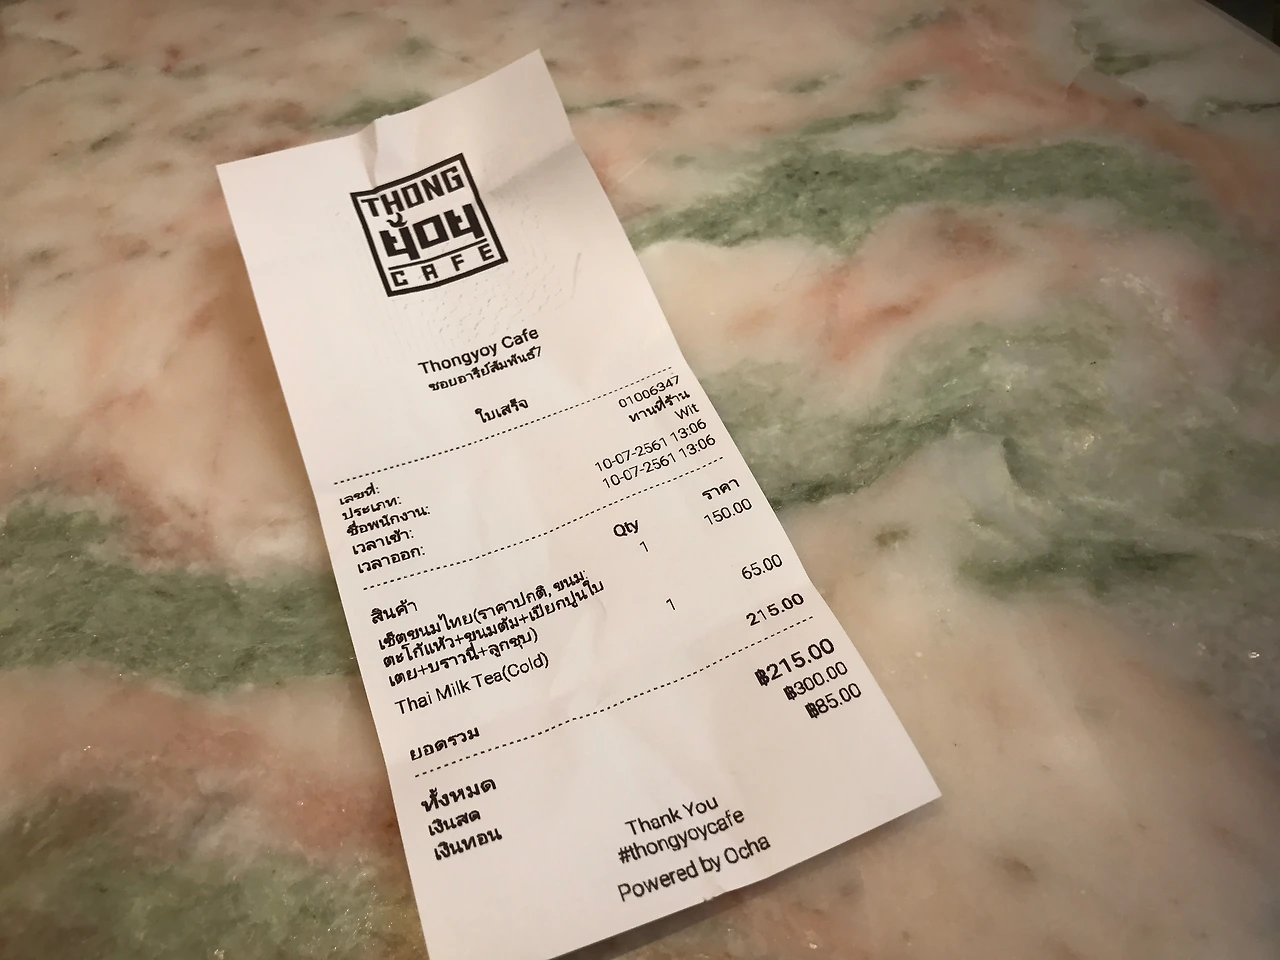 THONG
ย้อย
CAFE
Thongyoy Cafe
ซอยอารีย์สัมพันธ์7
ใบเสร็จ
เลขที่: 01006347
ประเภท: ทานที่ร้าน
ชื่อพนักงาน: Wit
เวลาเข้า: 10-07-2561 13:06
เวลาออก: 10-07-2561 13:06
สินค้า Qty ราคา
เซ็ตขนมไทย(ราคาปกติ, ขนม: 1 150.00
ตะโก้แห้ว+ขนมต้ม+เปียกปูนใบ
เตย+บราวนี่+ลูกชุบ)
Thai Milk Tea(Cold) 1 65.00
ยอดรวม 215.00
ทั้งหมด ฿215.00
เงินสด ฿300.00
เงินทอน ฿85.00
Thank You
#thongyoycafe
Powered by Ocha